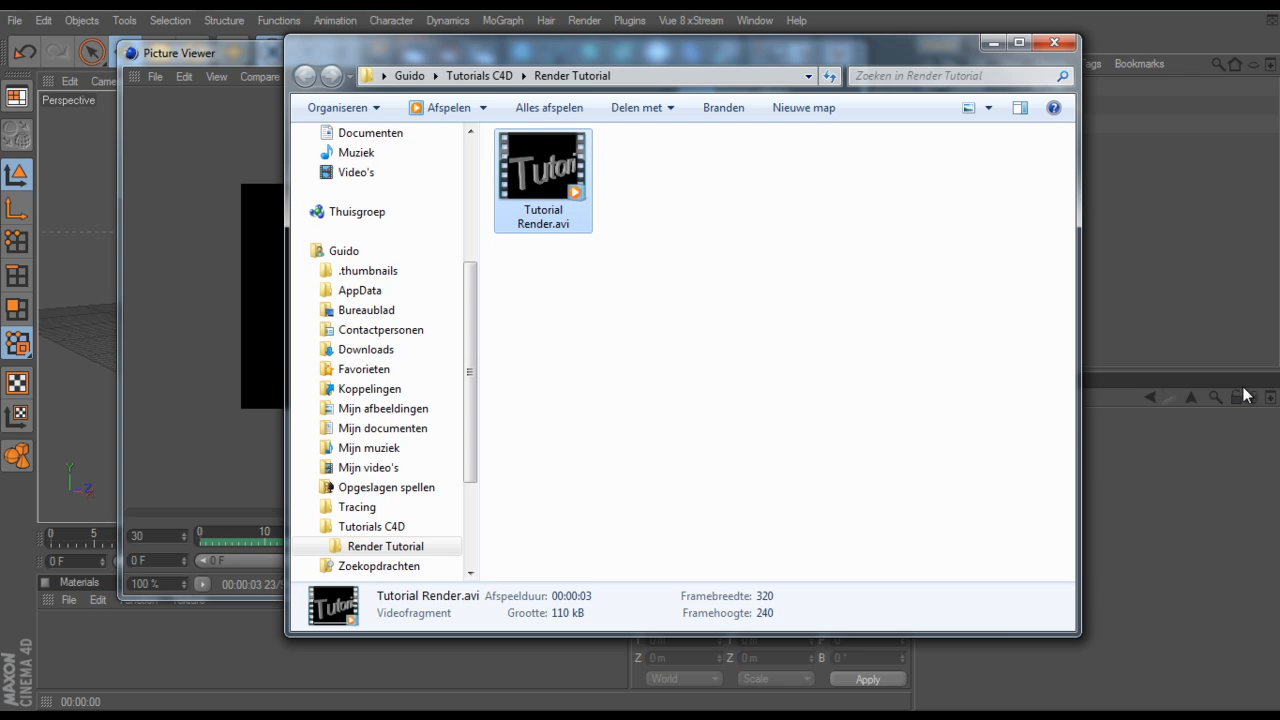 File Edit Objects Tools Selection Structure Functions Animation Character Dynamics MoGraph Hair Render Plugins Vue 8 xStream Window Help
Picture Viewer
Guido Tutorials C4D Render Tutorial Zoeken in Render Tutorial
Edit File Edit View Compare Bookmarks
Perspective
Organiseren Afspelen Alles afspelen Delen met Branden Nieuwe map
Documenten
Muziek
Video's
Thuisgroep
Guido
.thumbnails
AppData
Bureaublad
Contactpersonen
Downloads
Favorieten
Koppelingen
Mijn afbeeldingen
Mijn documenten
Mijn muziek
Mijn video's
Opgeslagen spellen
Tracing
Tutorials C4D
Render Tutorial
Zoekopdrachten
Tutori
Tutorial
Render.avi
Y
Z
0 5
30 0 10
0 F 0 F 0 F
Materials 100 %
File Edit
Tutorial Render.avi Afspeelduur: 00:00:03 Framebreedte: 320
Videofragment Grootte: 110 kB Framehoogte: 240
Z 0 m Z 0 m B 0 °
World Scale Apply
00:00:00
MAXON
CINEMA 4D